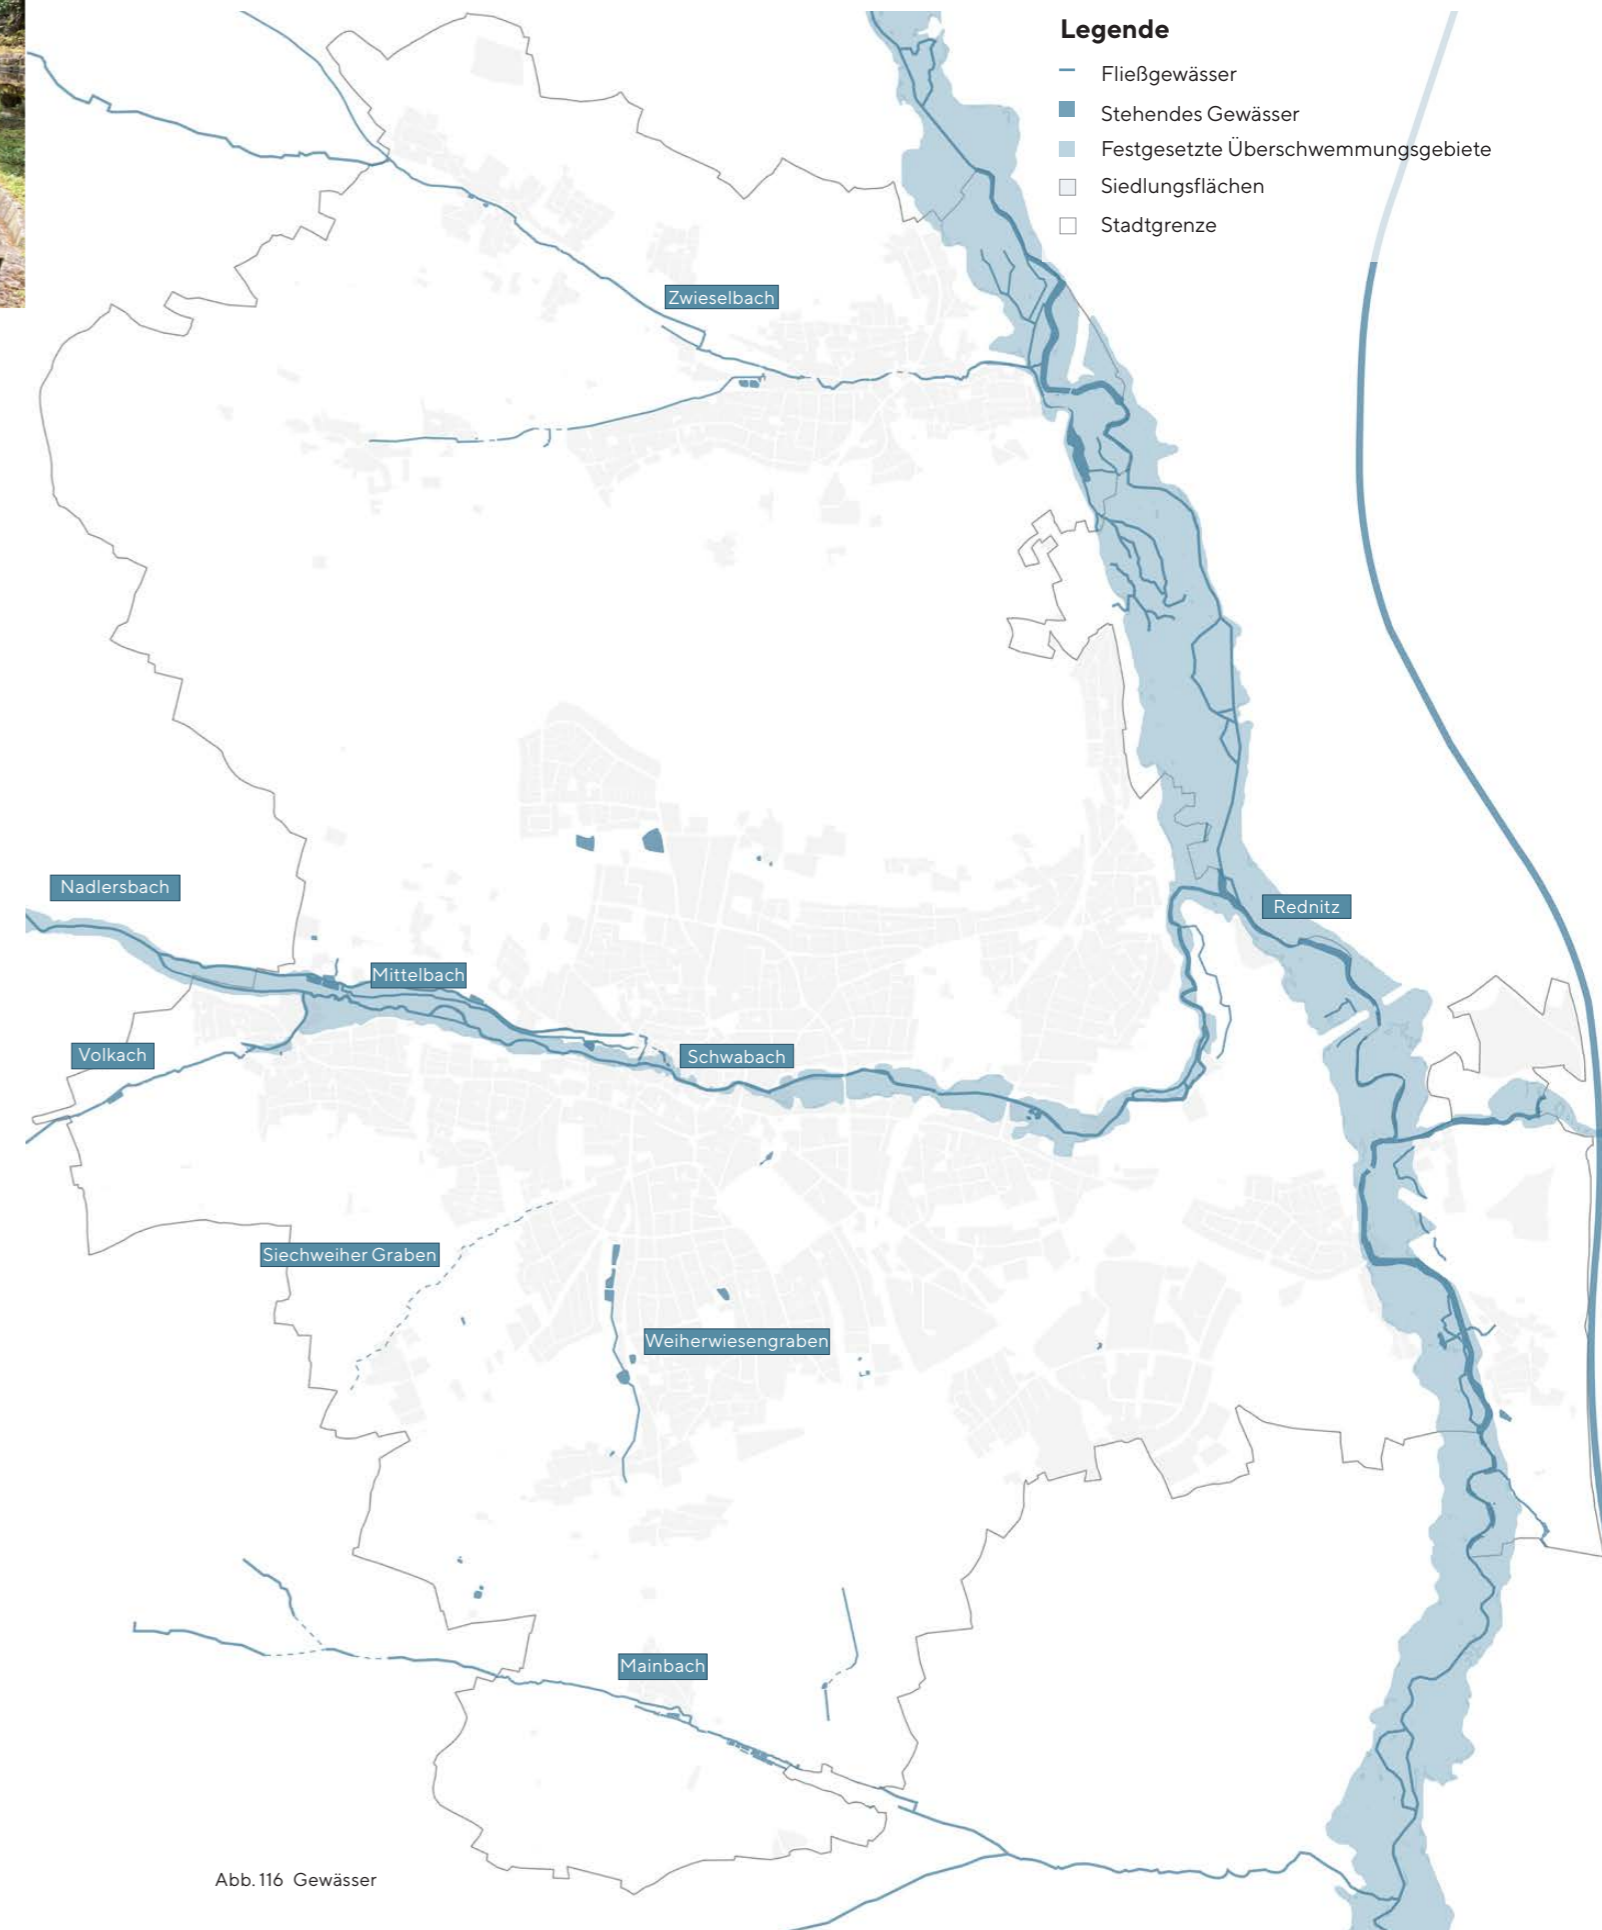 Legende
Fließgewässer
Stehendes Gewässer
Festgesetzte Überschwemmungsgebiete
Siedlungsflächen
Stadtgrenze
Zwieselbach
Nadlersbach
Rednitz
Mittelbach
Volkach
Schwabach
Siechweiher Graben
Weiherwiesengraben
Mainbach
Abb. 116 Gewässer